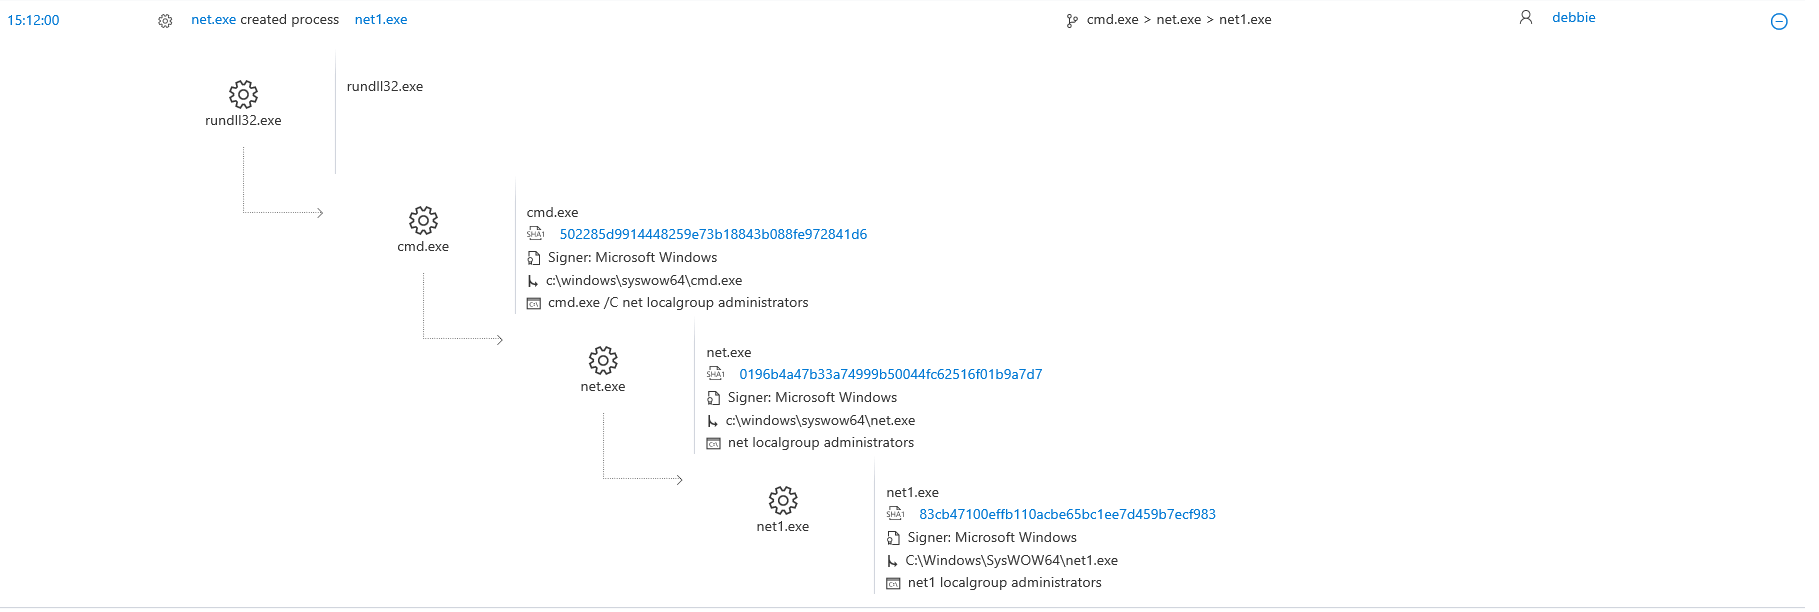 15:12:00 net.exe created process net1.exe cmd.exe > net.exe > net1.exe debbie
rundll32.exe
rundll32.exe
cmd.exe
SHA1 502285d9914448259e73b18843b088fe972841d6
cmd.exe
Signer: Microsoft Windows
c:\windows\syswow64\cmd.exe
cmd.exe /C net localgroup administrators
net.exe
SHA1 0196b4a47b33a74999b50044fc62516f01b9a7d7
net.exe
Signer: Microsoft Windows
c:\windows\syswow64\net.exe
net localgroup administrators
net1.exe
SHA1 83cb47100effb110acbe65bc1ee7d459b7ecf983
net1.exe
Signer: Microsoft Windows
C:\Windows\SysWOW64\net1.exe
net1 localgroup administrators